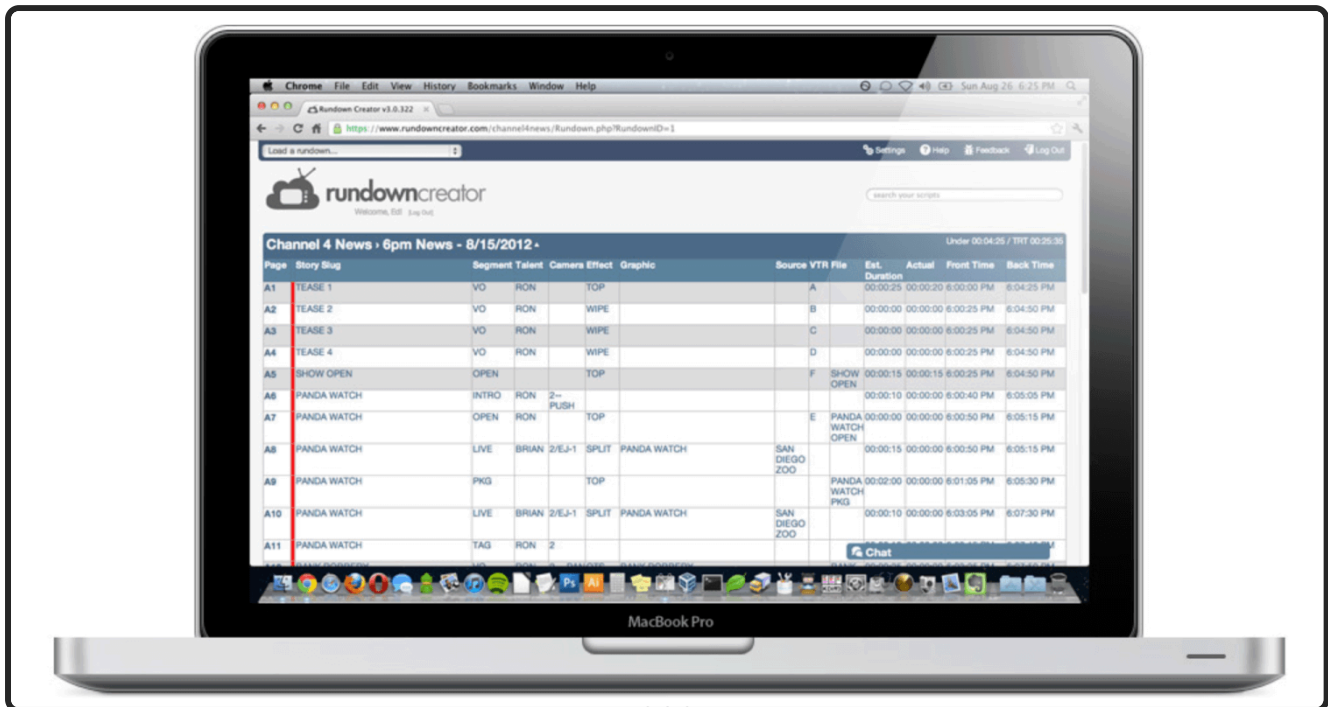 Chrome File Edit View History Bookmarks Window Help Sun Aug 26 6:25 PM
Rundown Creator v3.0.322
https://www.rundowncreator.com/channel4news/Rundown.php?RundownID=1
Load a rundown... Settings Help Feedback Log Out
rundowncreator
search your scripts
Welcome, Ed! [Log Out]
Channel 4 News › 6pm News - 8/15/2012 Under 00:04:25 / TRT 00:25:35
Page Story Slug Segment Talent Camera Effect Graphic Source VTR File Est. Duration Actual Front Time Back Time
A1 TEASE 1 VO RON TOP A 00:00:25 00:00:20 6:00:00 PM 6:04:25 PM
A2 TEASE 2 VO RON WIPE B 00:00:00 00:00:00 6:00:25 PM 6:04:50 PM
A3 TEASE 3 VO RON WIPE C 00:00:00 00:00:00 6:00:25 PM 6:04:50 PM
A4 TEASE 4 VO RON WIPE D 00:00:00 00:00:00 6:00:25 PM 6:04:50 PM
A5 SHOW OPEN OPEN TOP F SHOW OPEN 00:00:15 00:00:15 6:00:25 PM 6:04:50 PM
A6 PANDA WATCH INTRO RON 2-- PUSH 00:00:10 00:00:00 6:00:40 PM 6:05:05 PM
A7 PANDA WATCH OPEN RON TOP E PANDA WATCH OPEN 00:00:00 00:00:00 6:00:50 PM 6:05:15 PM
A8 PANDA WATCH LIVE BRIAN 2/EJ-1 SPLIT PANDA WATCH SAN DIEGO ZOO 00:00:15 00:00:00 6:00:50 PM 6:05:15 PM
A9 PANDA WATCH PKG TOP PANDA WATCH PKG 00:02:00 00:00:00 6:01:05 PM 6:05:30 PM
A10 PANDA WATCH LIVE BRIAN 2/EJ-1 SPLIT PANDA WATCH SAN DIEGO ZOO 00:00:10 00:00:00 6:03:05 PM 6:07:30 PM
A11 PANDA WATCH TAG RON 2
Chat
Ps Ai
MacBook Pro